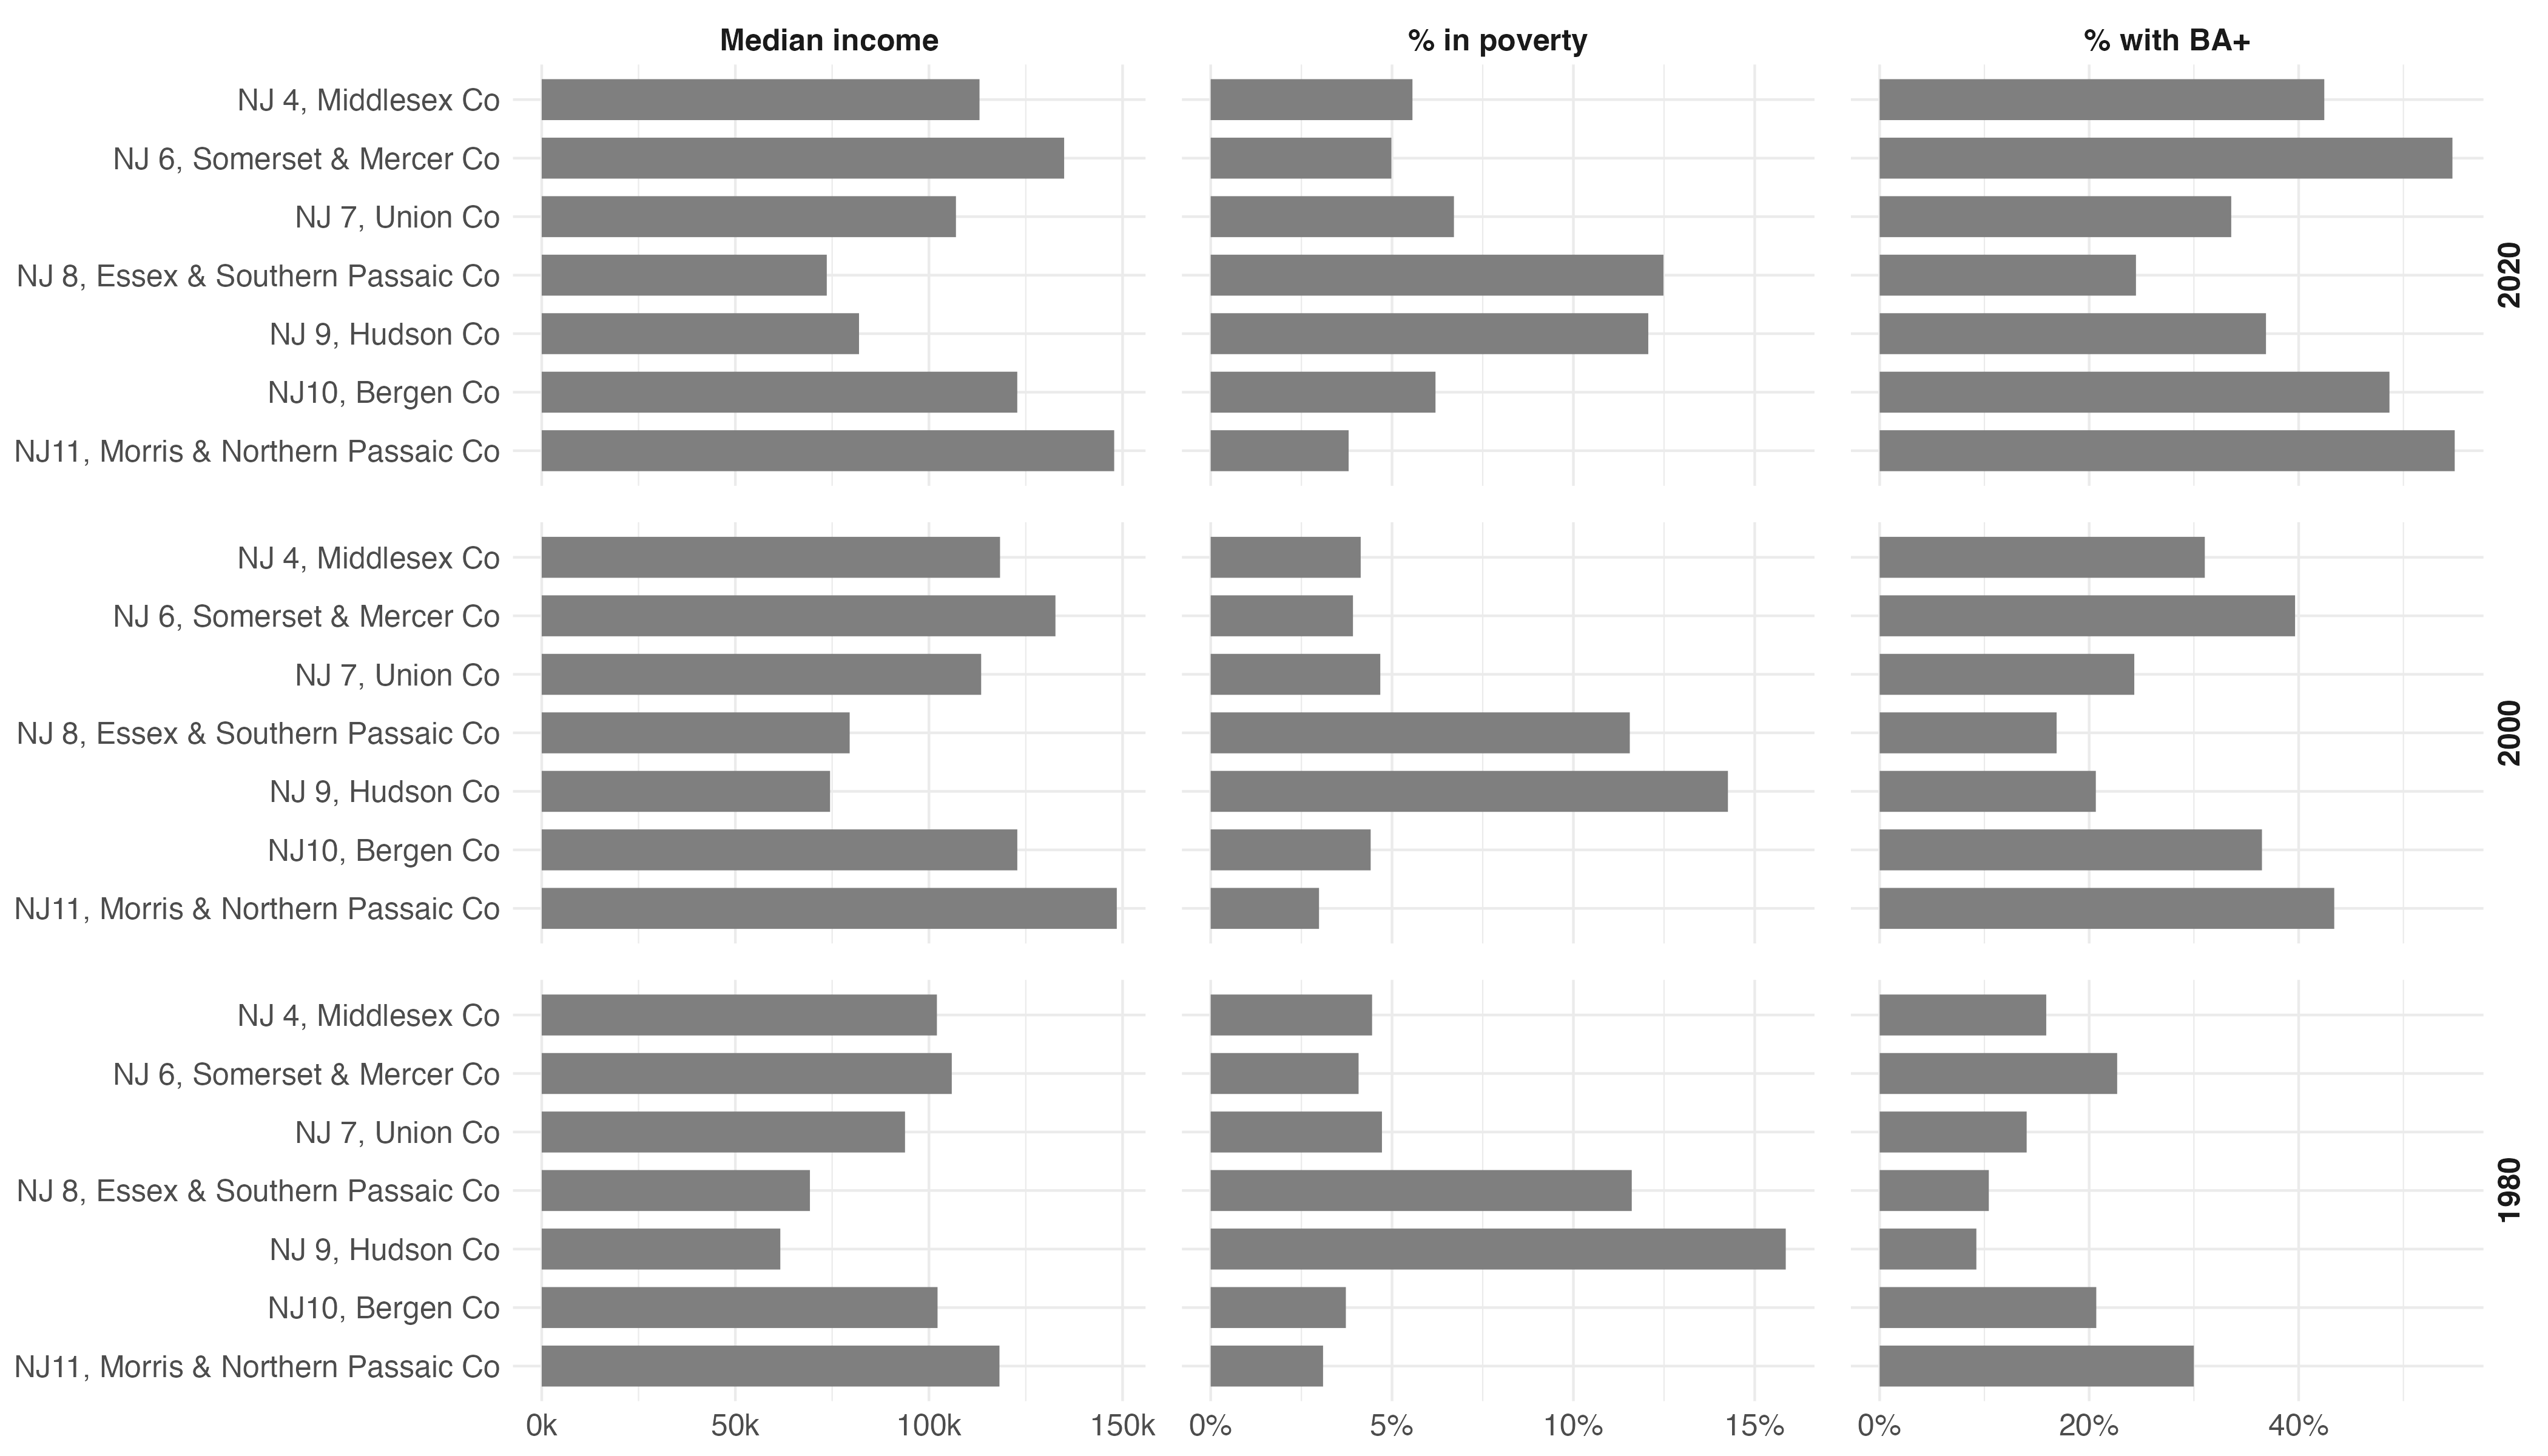 Median income % in poverty % with BA+
NJ 4, Middlesex Co
NJ 6, Somerset & Mercer Co
NJ 7, Union Co
NJ 8, Essex & Southern Passaic Co
NJ 9, Hudson Co
NJ10, Bergen Co
NJ11, Morris & Northern Passaic Co
2020
NJ 4, Middlesex Co
NJ 6, Somerset & Mercer Co
NJ 7, Union Co
NJ 8, Essex & Southern Passaic Co
NJ 9, Hudson Co
NJ10, Bergen Co
NJ11, Morris & Northern Passaic Co
2000
NJ 4, Middlesex Co
NJ 6, Somerset & Mercer Co
NJ 7, Union Co
NJ 8, Essex & Southern Passaic Co
NJ 9, Hudson Co
NJ10, Bergen Co
NJ11, Morris & Northern Passaic Co
1980
0k 50k 100k 150k 0% 5% 10% 15% 0% 20% 40%